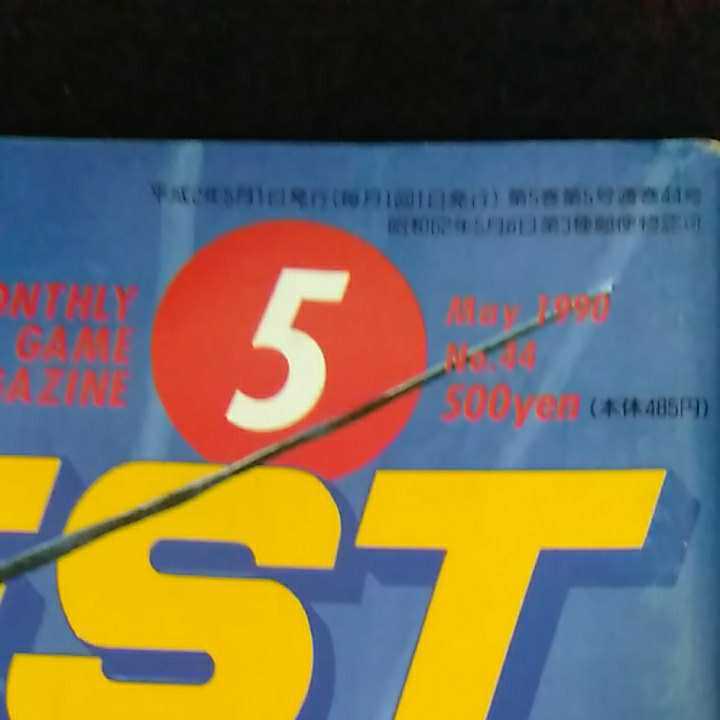 平成2年5月1日発行(毎月1回1日発行) 第5巻第5号通巻44号
昭和62年5月6日第3種郵便物認可
ONTHLY
GAME
AZINE
5
May 1990
No.44
500yen (本体485円)
ST